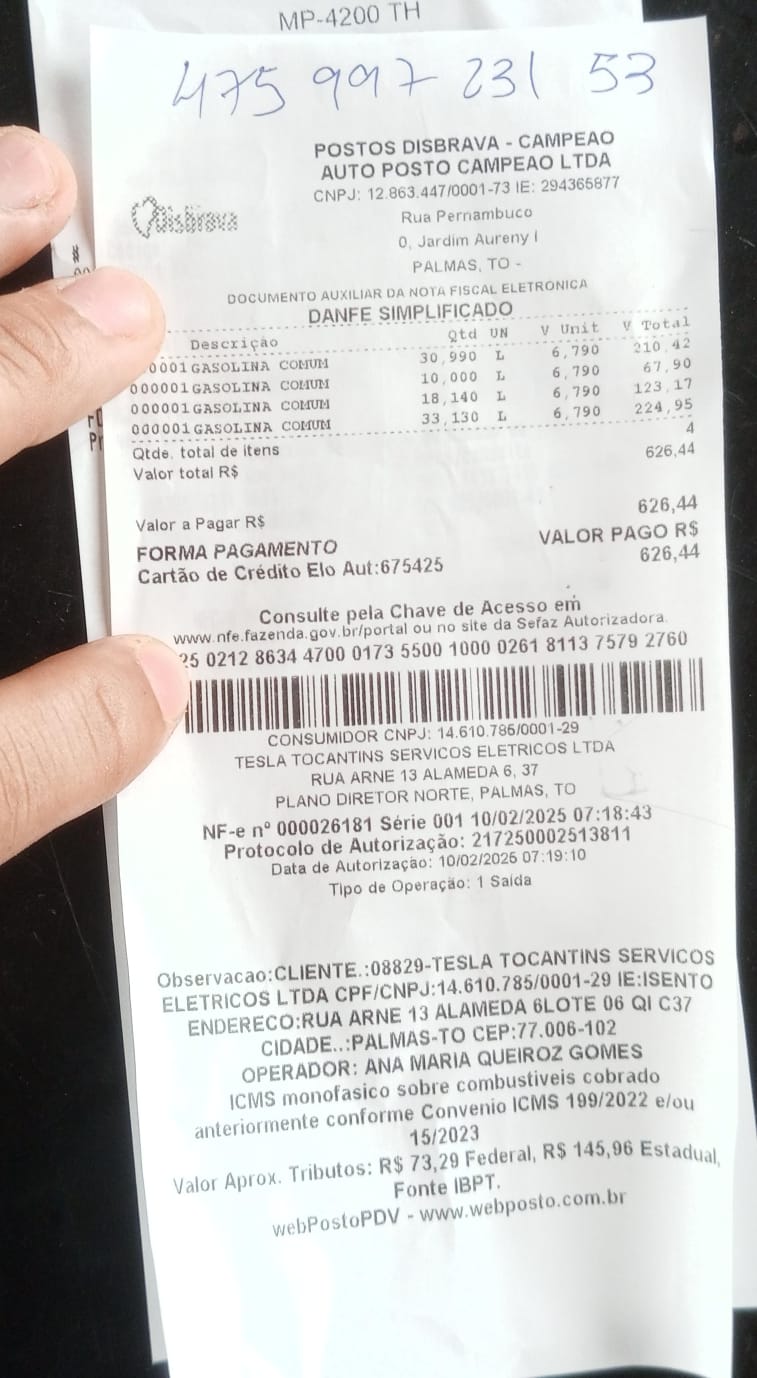 MP-4200 TH
475 997 231 53
POSTOS DISBRAVA - CAMPEAO
AUTO POSTO CAMPEAO LTDA
CNPJ: 12.863.447/0001-73 IE: 294365877
Disbrava
Rua Pernambuco
0, Jardim Aureny I
PALMAS, TO -
DOCUMENTO AUXILIAR DA NOTA FISCAL ELETRONICA
DANFE SIMPLIFICADO
Descrição Qtd UN V Unit V Total
0001 GASOLINA COMUM 30,990 L 6,790 210,42
000001 GASOLINA COMUM 10,000 L 6,790 67,90
000001 GASOLINA COMUM 18,140 L 6,790 123,17
000001 GASOLINA COMUM 33,130 L 6,790 224,95
Qtde. total de itens 4
Valor total R$ 626,44
Valor a Pagar R$ 626,44
FORMA PAGAMENTO VALOR PAGO R$
Cartão de Crédito Elo Aut:675425 626,44
Consulte pela Chave de Acesso em
www.nfe.fazenda.gov.br/portal ou no site da Sefaz Autorizadora.
25 0212 8634 4700 0173 5500 1000 0261 8113 7579 2760
CONSUMIDOR CNPJ: 14.610.785/0001-29
TESLA TOCANTINS SERVICOS ELETRICOS LTDA
RUA ARNE 13 ALAMEDA 6, 37
PLANO DIRETOR NORTE, PALMAS, TO
NF-e nº 000026181 Série 001 10/02/2025 07:18:43
Protocolo de Autorização: 217250002513811
Data de Autorização: 10/02/2025 07:19:10
Tipo de Operação: 1 Saída
Observacao:CLIENTE.:08829-TESLA TOCANTINS SERVICOS
ELETRICOS LTDA CPF/CNPJ:14.610.785/0001-29 IE:ISENTO
ENDERECO:RUA ARNE 13 ALAMEDA 6LOTE 06 QI C37
CIDADE..:PALMAS-TO CEP:77.006-102
OPERADOR: ANA MARIA QUEIROZ GOMES
ICMS monofasico sobre combustiveis cobrado
anteriormente conforme Convenio ICMS 199/2022 e/ou
15/2023
Valor Aprox. Tributos: R$ 73,29 Federal, R$ 145,96 Estadual,
Fonte IBPT.
webPostoPDV - www.webposto.com.br